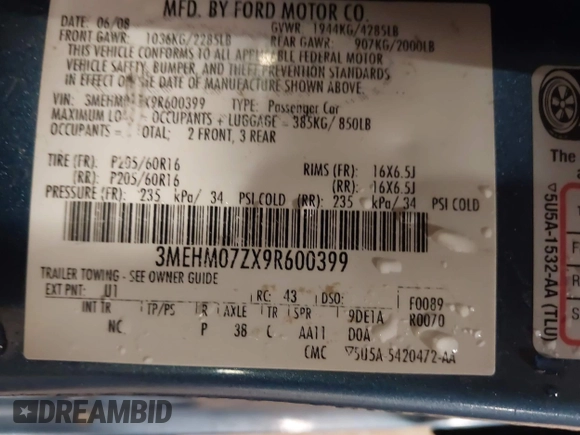 MFD. BY FORD MOTOR CO.
DATE: 06/08 GVWR: 1944KG/4285LB
FRONT GAWR: 1036KG/2285LB REAR GAWR: 907KG/2000LB
THIS VEHICLE CONFORMS TO ALL APPLICABLE FEDERAL MOTOR
VEHICLE SAFETY, BUMPER, AND THEFT PREVENTION STANDARDS
IN EFFECT ON THE DATE OF MANUFACTURE SHOWN ABOVE.
VIN: TYPE: Passenger Car
MAXIMUM OCCUPANTS + LUGGAGE = 385KG/ 850LB
OCCUPANTS = TOTAL: 2 FRONT, 3 REAR
TIRE (FR): P205/60R16 RIMS (FR): 16X6.5J
(RR): P205/60R16 (RR): 16X6.5J
PRESSURE (FR): 235 kPa/ 34 PSI COLD (RR): 235 kPa/ 34 PSI COLD
3MEHM07ZX9R600399
TRAILER TOWING - SEE OWNER GUIDE
EXT PNT: U1 RC: 43 DSO: F0089
INT TR TP/PS R AXLE TR SPR 9DE1A R0070
NC P 38 C AA11 D0A
CMC ▽5U5A-5420472-AA
The
▽5U5A-1532-AA (TLU)
DREAMBID